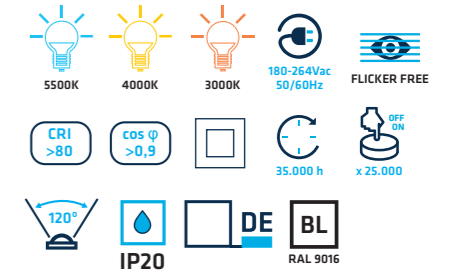 5500K
4000K
3000K
180-264Vac
50/60Hz
FLICKER FREE
CRI
>80
cos φ
>0,9
35.000 h
OFF
ON
x 25.000
120°
IP20
DE
BL
RAL 9016